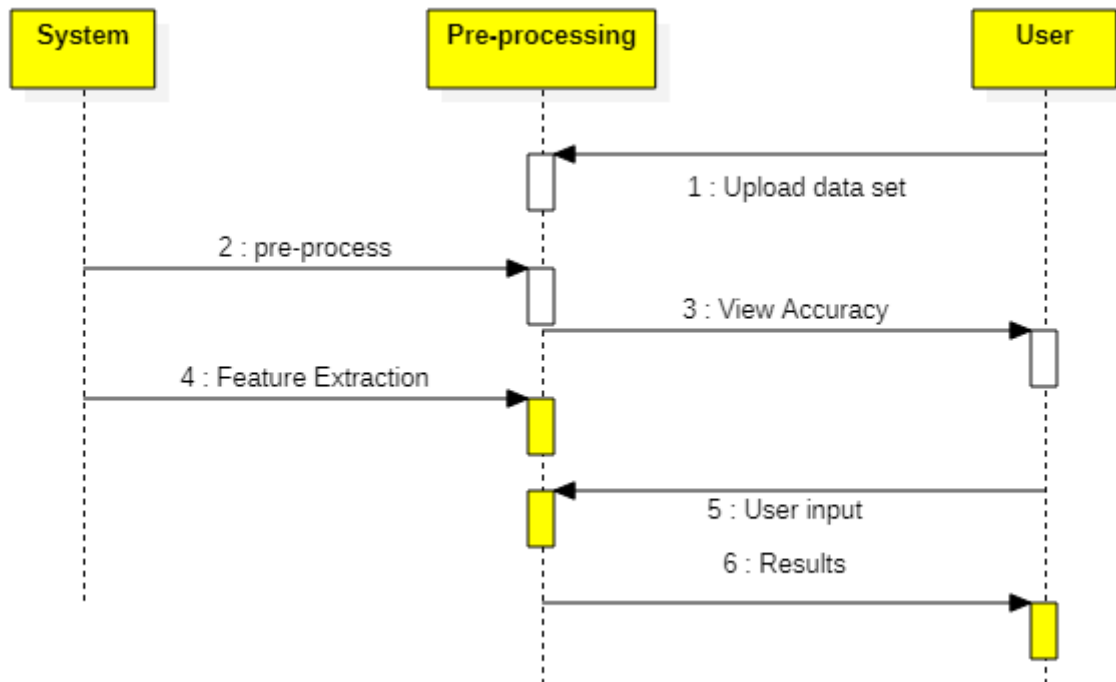 System
Pre-processing
User
1 : Upload data set
2 : pre-process
3 : View Accuracy
4 : Feature Extraction
5 : User input
6 : Results